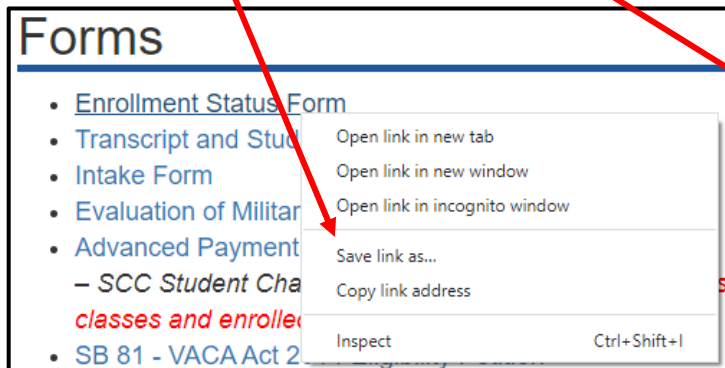 Forms
• Enrollment Status Form
• Transcript and Stud
• Intake Form
• Evaluation of Militar
• Advanced Payment
– SCC Student Cha
classes and enrolled
• SB 81 - VACA Act 2
Open link in new tab
Open link in new window
Open link in incognito window
Save link as...
Copy link address
Inspect Ctrl+Shift+I